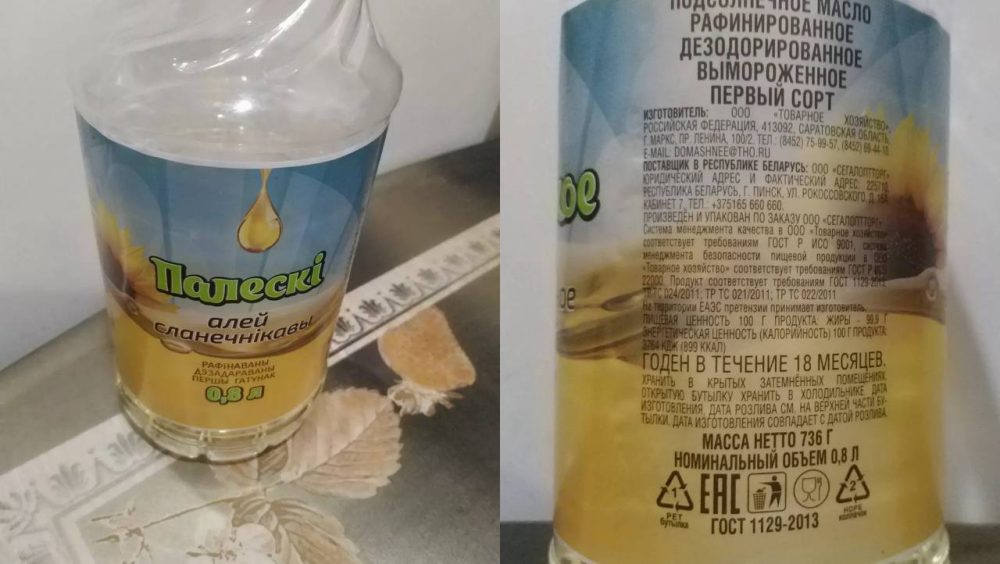 Палескі
алей
сланечнікавы
РАФІНАВАНЫ
ДЭЗАДАРАВАНЫ
ПЕРШЫ ГАТУНАК
0,8 л
ПОДСОЛНЕЧНОЕ МАСЛО
РАФИНИРОВАННОЕ
ДЕЗОДОРИРОВАННОЕ
ВЫМОРОЖЕННОЕ
ПЕРВЫЙ СОРТ
ИЗГОТОВИТЕЛЬ: ООО «ТОВАРНОЕ ХОЗЯЙСТВО»,
РОССИЙСКАЯ ФЕДЕРАЦИЯ, 413092, САРАТОВСКАЯ ОБЛАСТЬ,
Г. МАРКС, ПР. ЛЕНИНА, 100/2. ТЕЛ.: (8452) 75-99-57, (8452) 69-44-10.
E-MAIL: DOMASHNEE@THO.RU
ПОСТАВЩИК В РЕСПУБЛИКЕ БЕЛАРУСЬ: ООО «СЕГАЛОПТТОРГ»
ЮРИДИЧЕСКИЙ АДРЕС И ФАКТИЧЕСКИЙ АДРЕС: 225710,
РЕСПУБЛИКА БЕЛАРУСЬ, Г. ПИНСК, УЛ. РОКОССОВСКОГО, Д. 16А
КАБИНЕТ 7, ТЕЛ.: +375165 660 660.
ПРОИЗВЕДЁН И УПАКОВАН ПО ЗАКАЗУ ООО «СЕГАЛОПТТОРГ».
Система менеджмента качества в ООО «Товарное хозяйство»
соответствует требованиям ГОСТ Р ИСО 9001, система
менеджмента безопасности пищевой продукции в ООО
«Товарное хозяйство» соответствует требованиям ГОСТ Р ИСО
22000. Продукт соответствует требованиям ГОСТ 1129-2013,
ТР ТС 024/2011, ТР ТС 021/2011; ТР ТС 022/2011
На территории ЕАЭС претензии принимает изготовитель.
ПИЩЕВАЯ ЦЕННОСТЬ 100 Г ПРОДУКТА: ЖИРЫ - 99,9 Г
ЭНЕРГЕТИЧЕСКАЯ ЦЕННОСТЬ (КАЛОРИЙНОСТЬ) 100 Г ПРОДУКТА:
3764 КДЖ (899 ККАЛ)
ГОДЕН В ТЕЧЕНИЕ 18 МЕСЯЦЕВ.
ХРАНИТЬ В КРЫТЫХ ЗАТЕМНЁННЫХ ПОМЕЩЕНИЯХ,
ОТКРЫТУЮ БУТЫЛКУ ХРАНИТЬ В ХОЛОДИЛЬНИКЕ. ДАТА
ИЗГОТОВЛЕНИЯ, ДАТА РОЗЛИВА СМ. НА ВЕРХНЕЙ ЧАСТИ БУ-
ТЫЛКИ. ДАТА ИЗГОТОВЛЕНИЯ СОВПАДАЕТ С ДАТОЙ РОЗЛИВА.
МАССА НЕТТО 736 Г
НОМИНАЛЬНЫЙ ОБЪЕМ 0,8 Л
1 EAC 2
PET
бутылка
HDPE
колпачок
ГОСТ 1129-2013